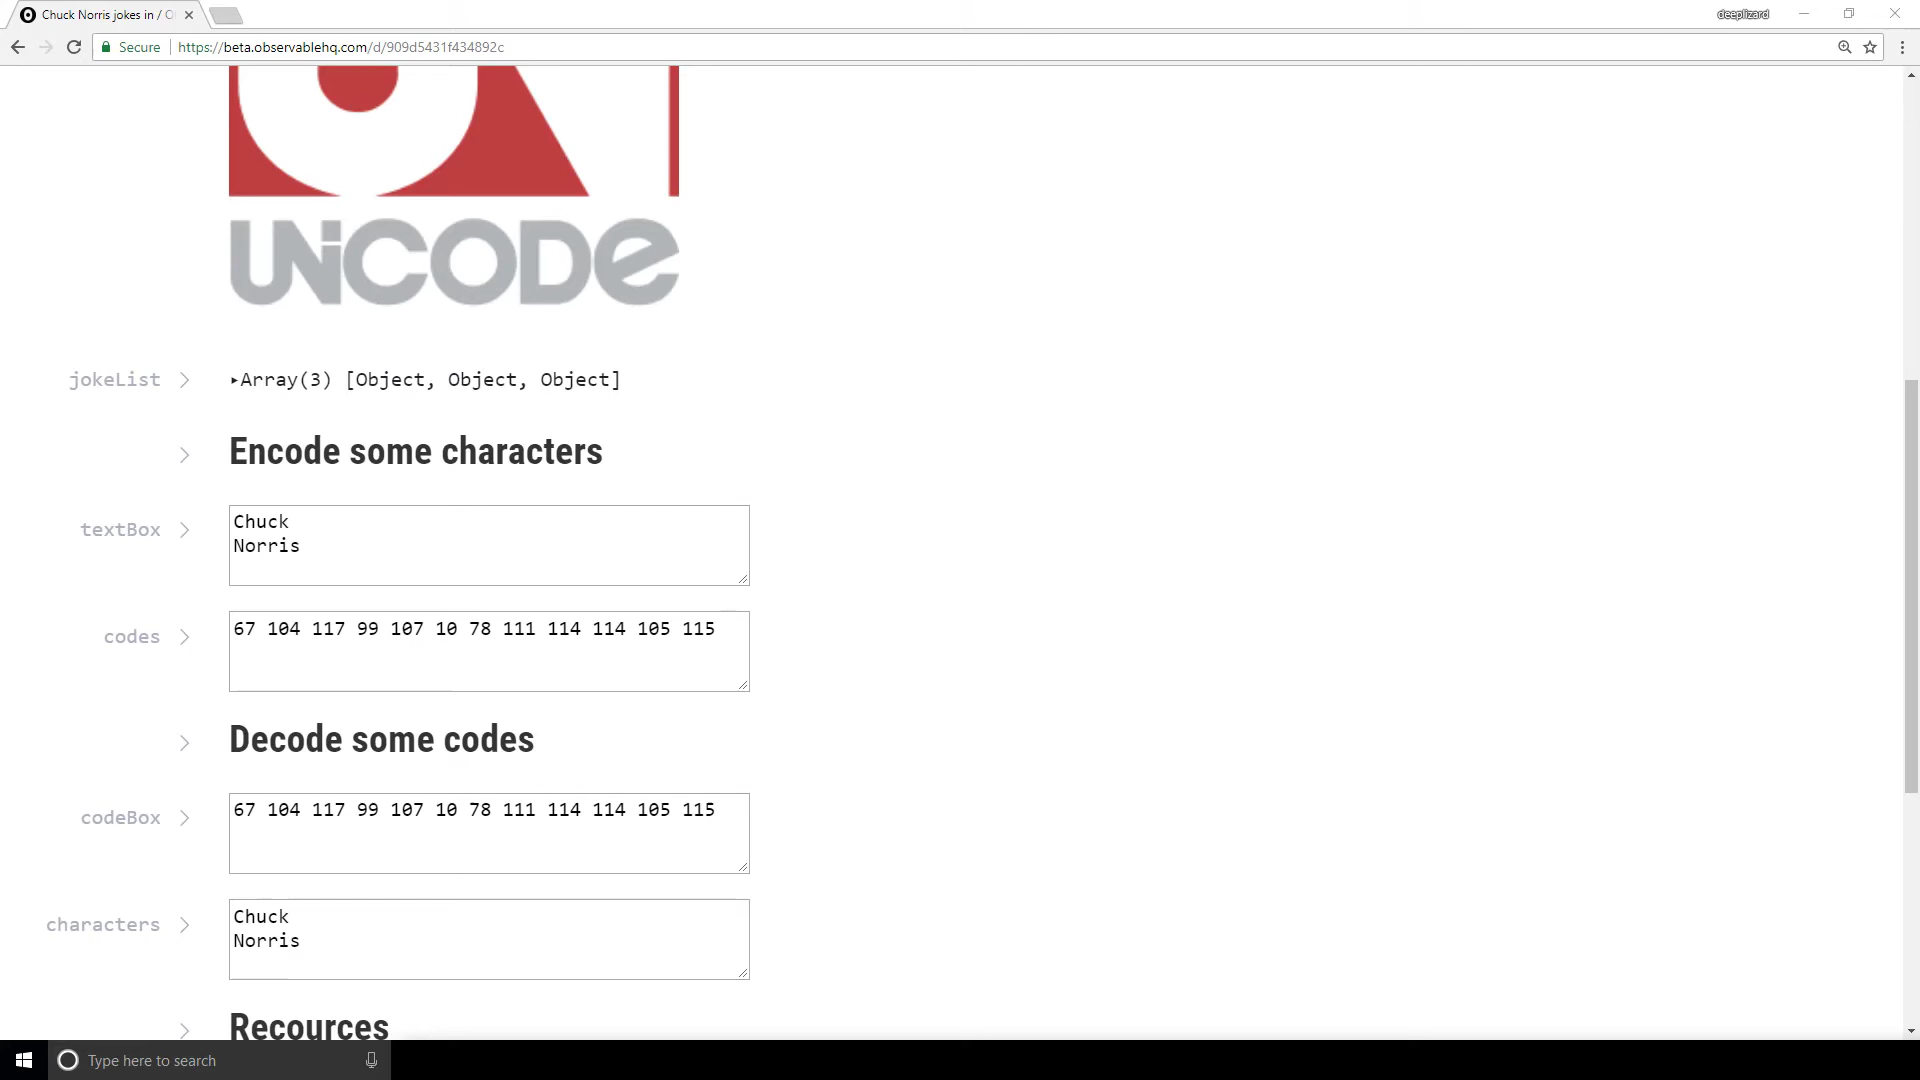 Chuck Norris jokes in / O
deeplizard
Secure
https://beta.observablehq.com/d/909d5431f434892c
UNiCODe
jokeList
▸Array(3) [Object, Object, Object]
Encode some characters
textBox
Chuck
Norris
codes
67 104 117 99 107 10 78 111 114 114 105 115
Decode some codes
codeBox
67 104 117 99 107 10 78 111 114 114 105 115
characters
Chuck
Norris
Recources
Type here to search